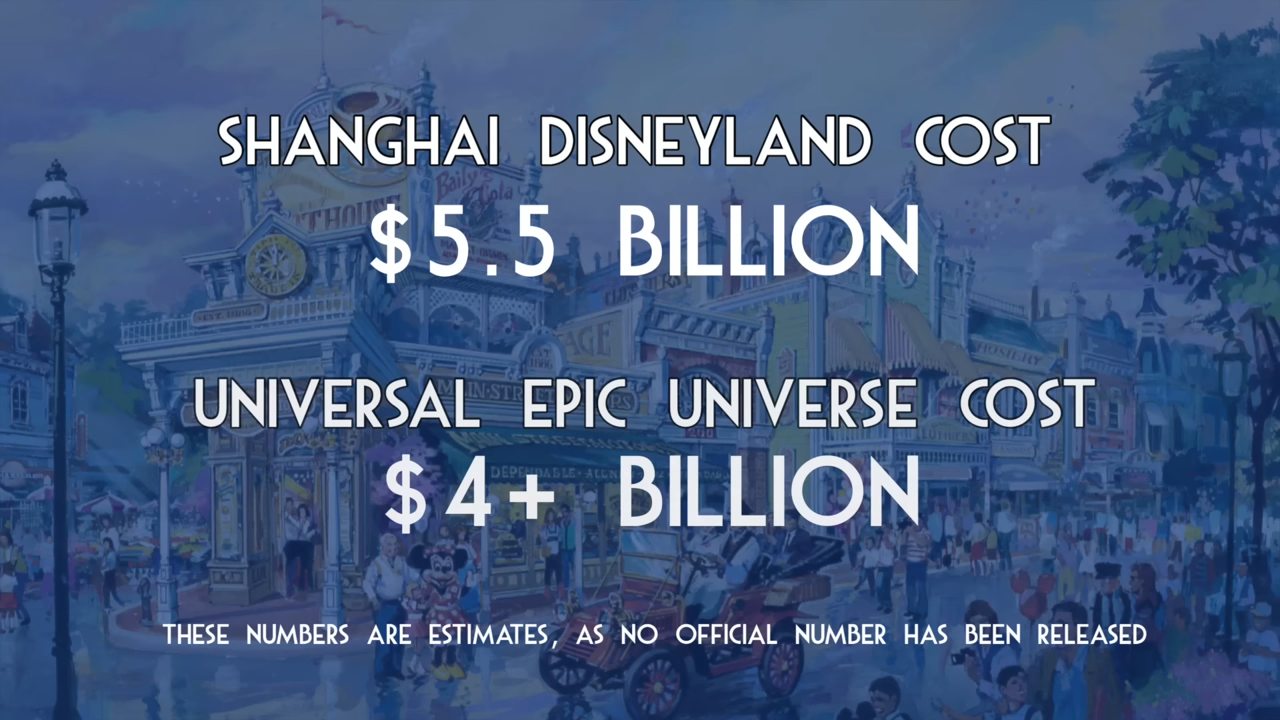 SHANGHAI DISNEYLAND COST
$5.5 BILLION
UNIVERSAL EPIC UNIVERSE COST
$4+ BILLION
THESE NUMBERS ARE ESTIMATES, AS NO OFFICIAL NUMBER HAS BEEN RELEASED